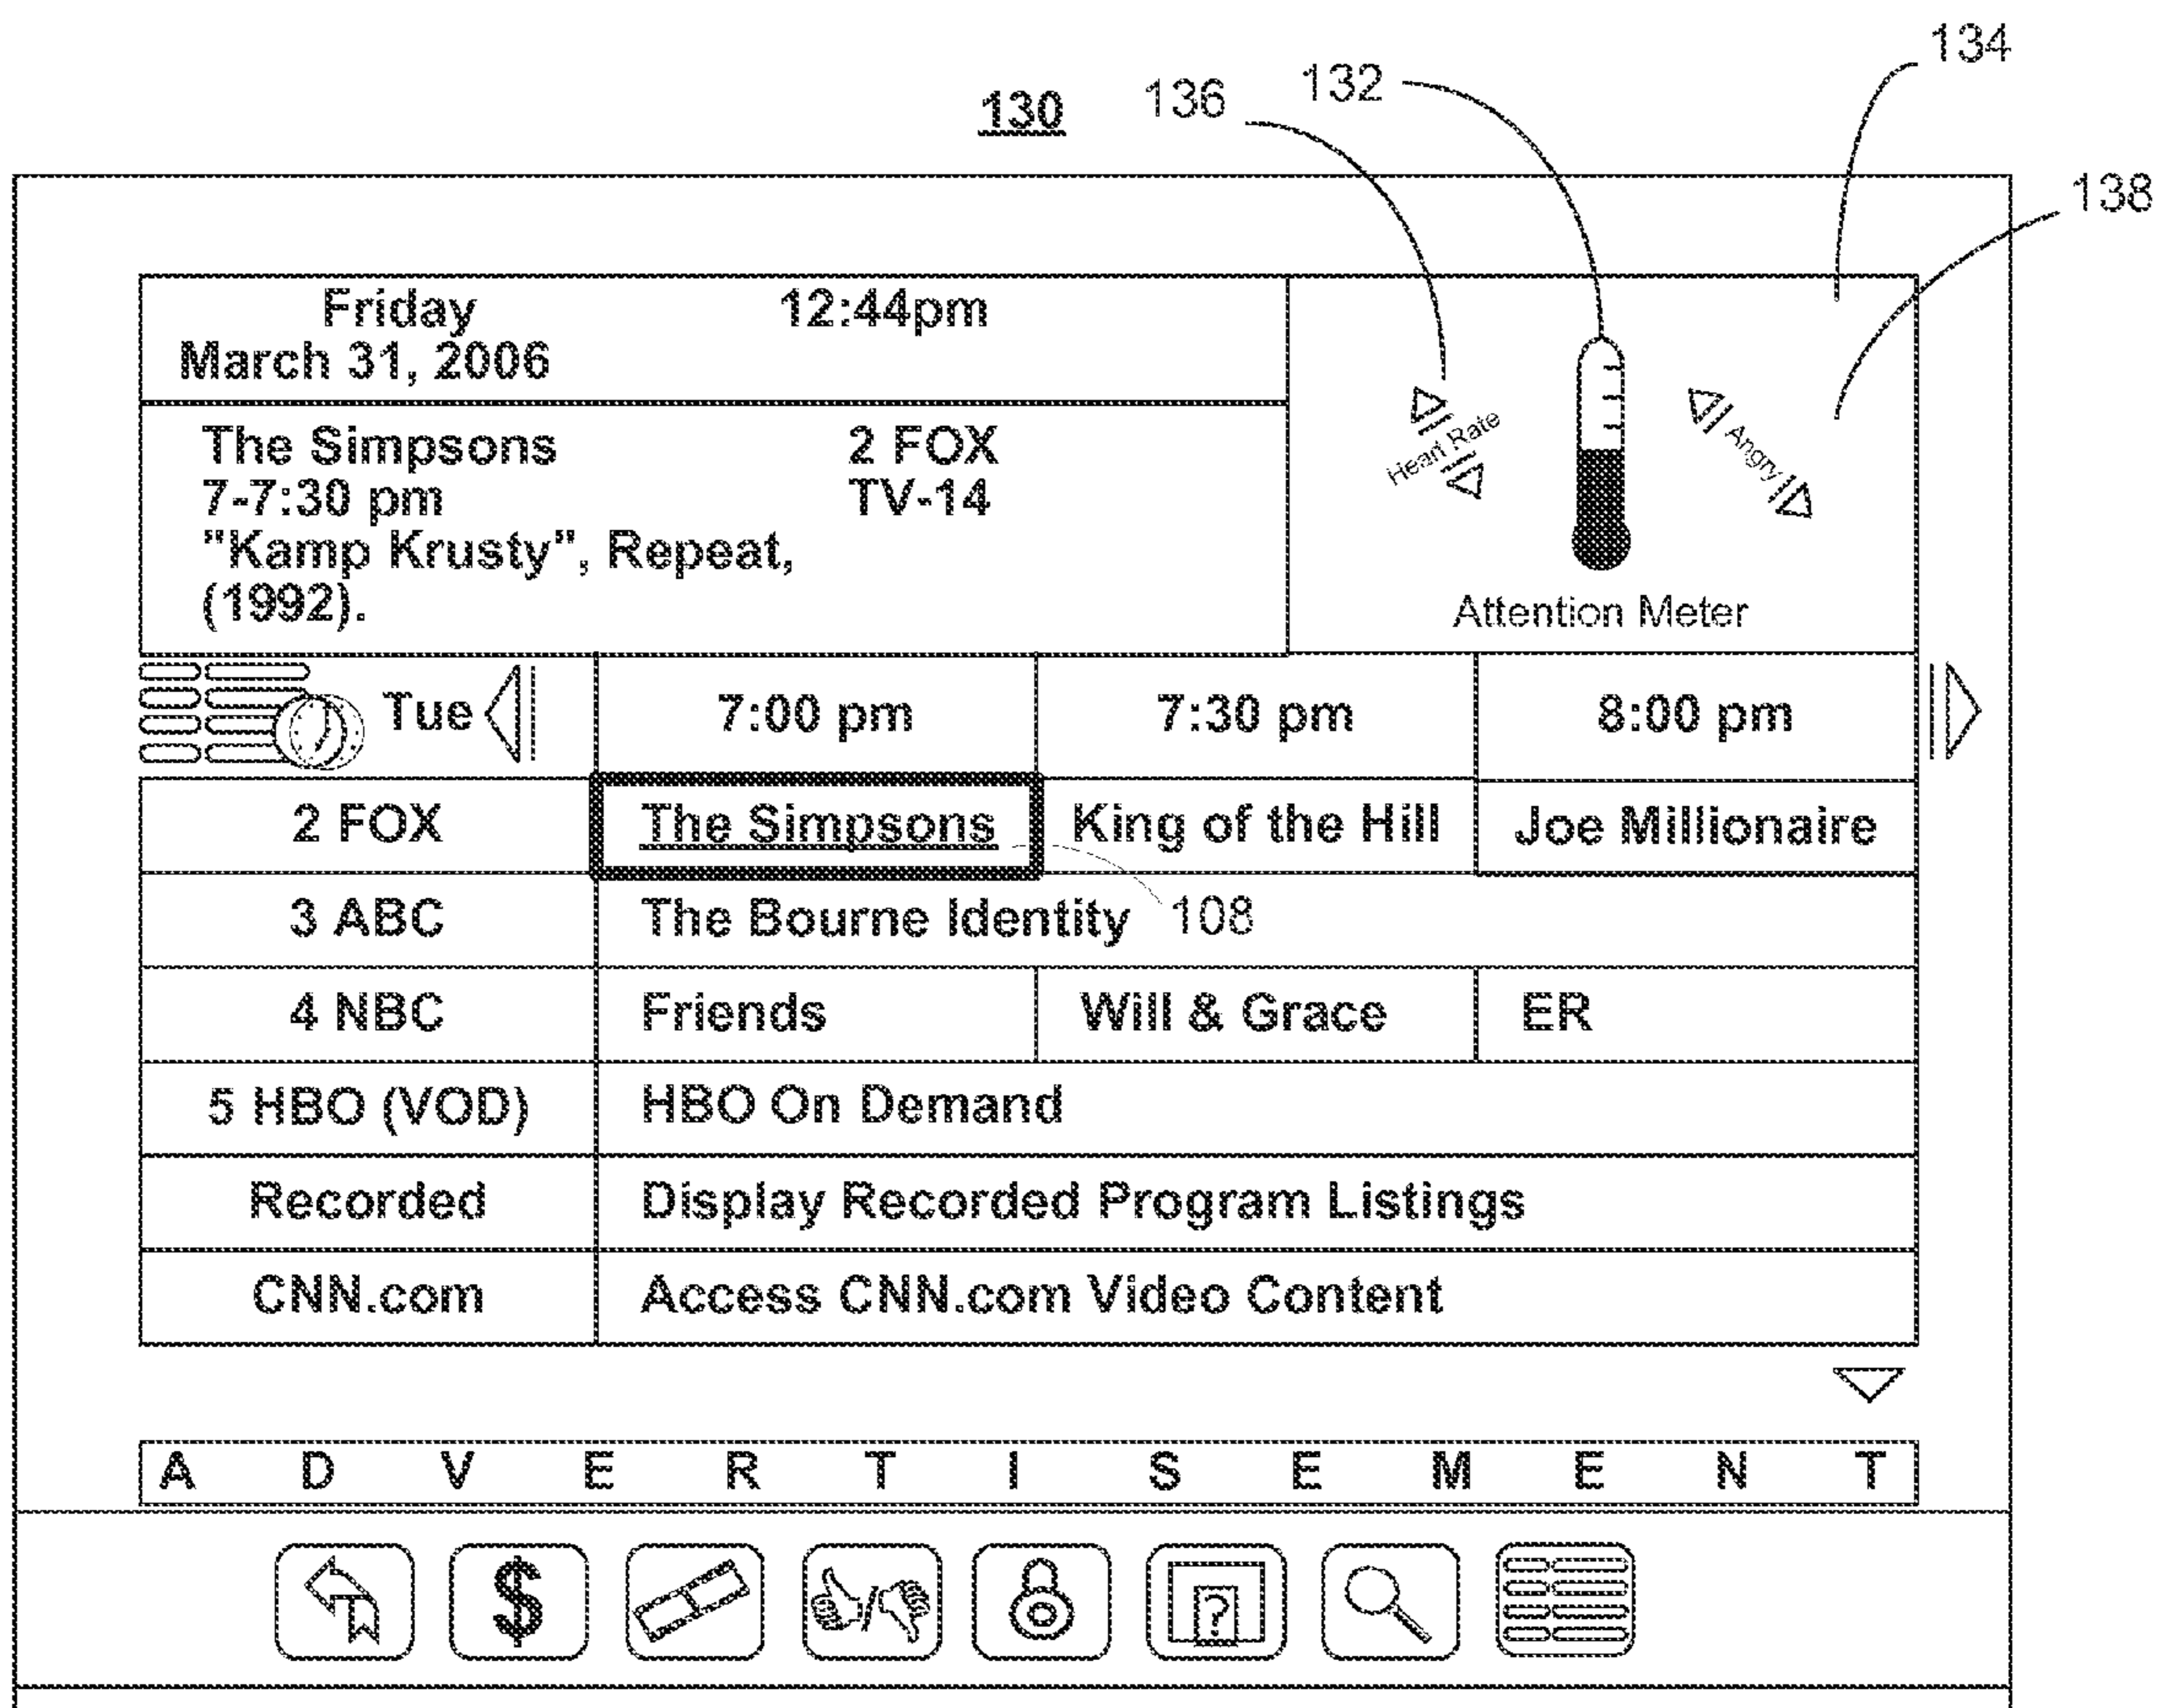 134
130 136 132
138
Friday 12:44pm
March 31, 2006
The Simpsons 2 FOX
7-7:30 pm TV-14
"Kamp Krusty", Repeat,
(1992).
Heart Rate
Angry
Attention Meter
Tue 7:00 pm 7:30 pm 8:00 pm
2 FOX The Simpsons King of the Hill Joe Millionaire
3 ABC The Bourne Identity 108
4 NBC Friends Will & Grace ER
5 HBO (VOD) HBO On Demand
Recorded Display Recorded Program Listings
CNN.com Access CNN.com Video Content
A D V E R T I S E M E N T
$ ?